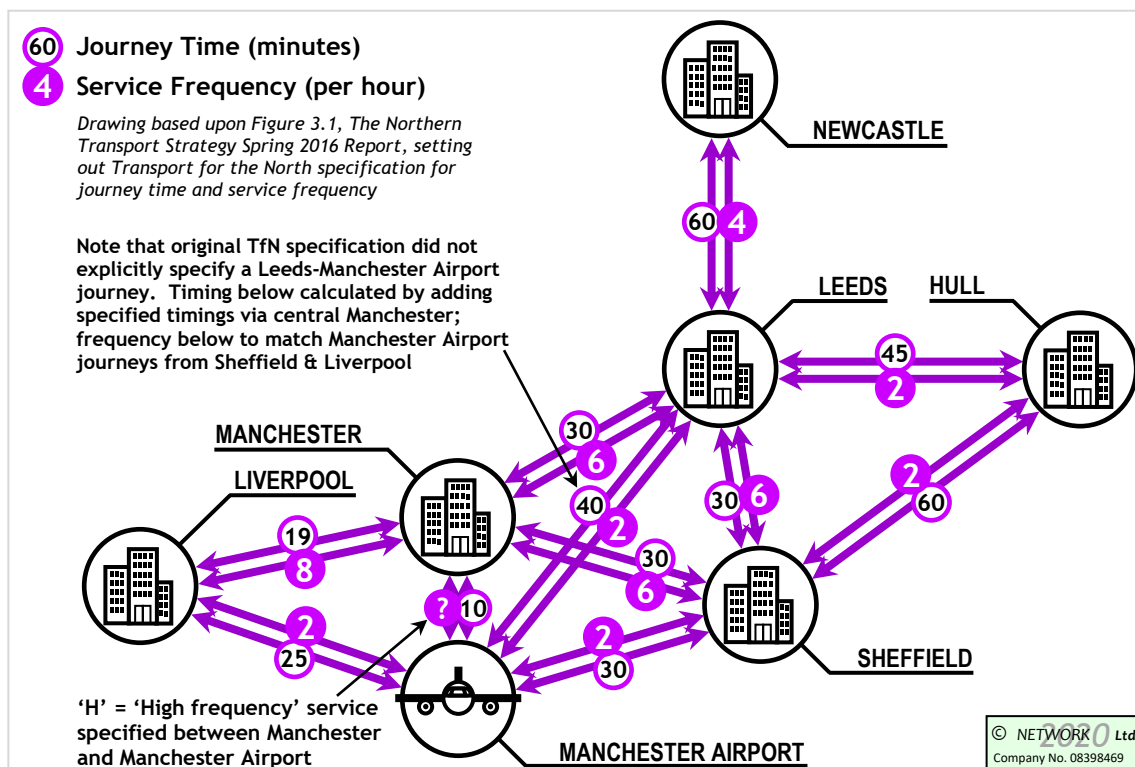 60 Journey Time (minutes)
4 Service Frequency (per hour)
Drawing based upon Figure 3.1, The Northern
Transport Strategy Spring 2016 Report, setting
out Transport for the North specification for
journey time and service frequency
NEWCASTLE
60 4
Note that original TfN specification did not
explicitly specify a Leeds-Manchester Airport
journey. Timing below calculated by adding
specified timings via central Manchester;
frequency below to match Manchester Airport
journeys from Sheffield & Liverpool
LEEDS
HULL
45
2
MANCHESTER
30
6
LIVERPOOL
40
2
30 6
2
60
19
8
30
6
? 10
2
25
2
30
SHEFFIELD
‘H’ = ‘High frequency’ service
specified between Manchester
and Manchester Airport
MANCHESTER AIRPORT
© NETWORK 2020 Ltd
Company No. 08398469